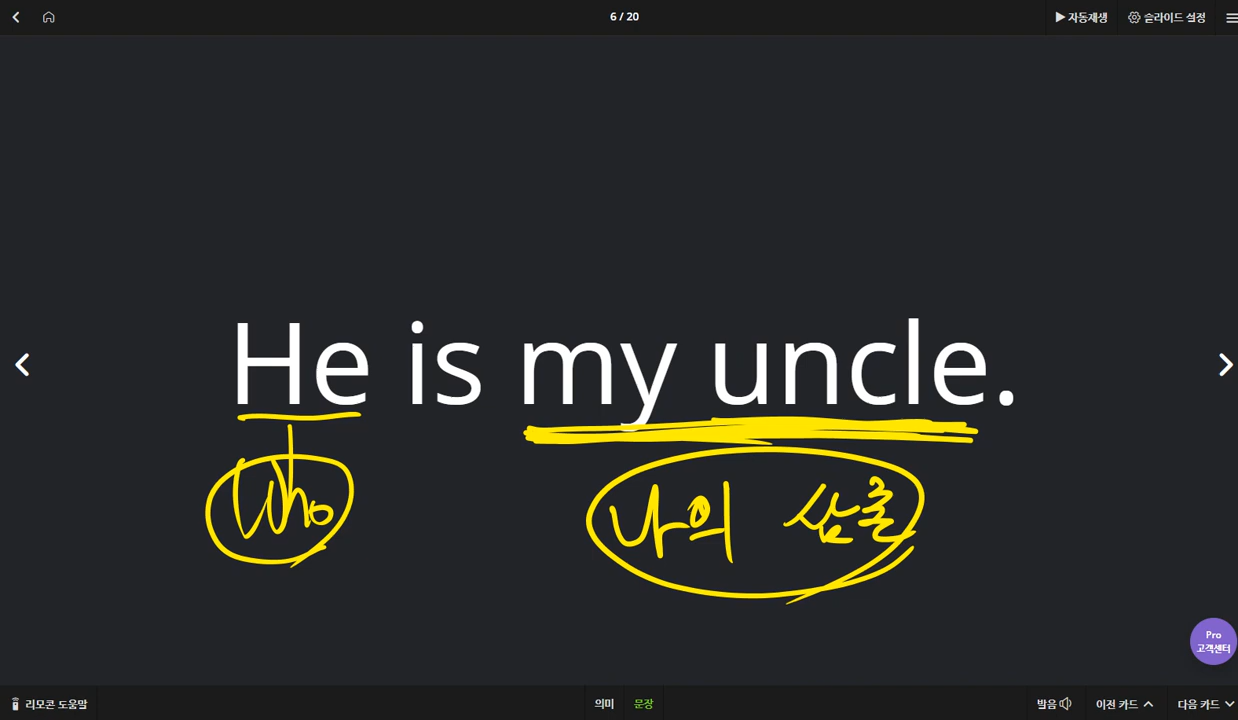 6 / 20
자동재생
슬라이드 설정
He is my uncle.
who
나의 삼촌
Pro
고객센터
리모콘 도움말
의미
문장
발음
이전 카드
다음 카드